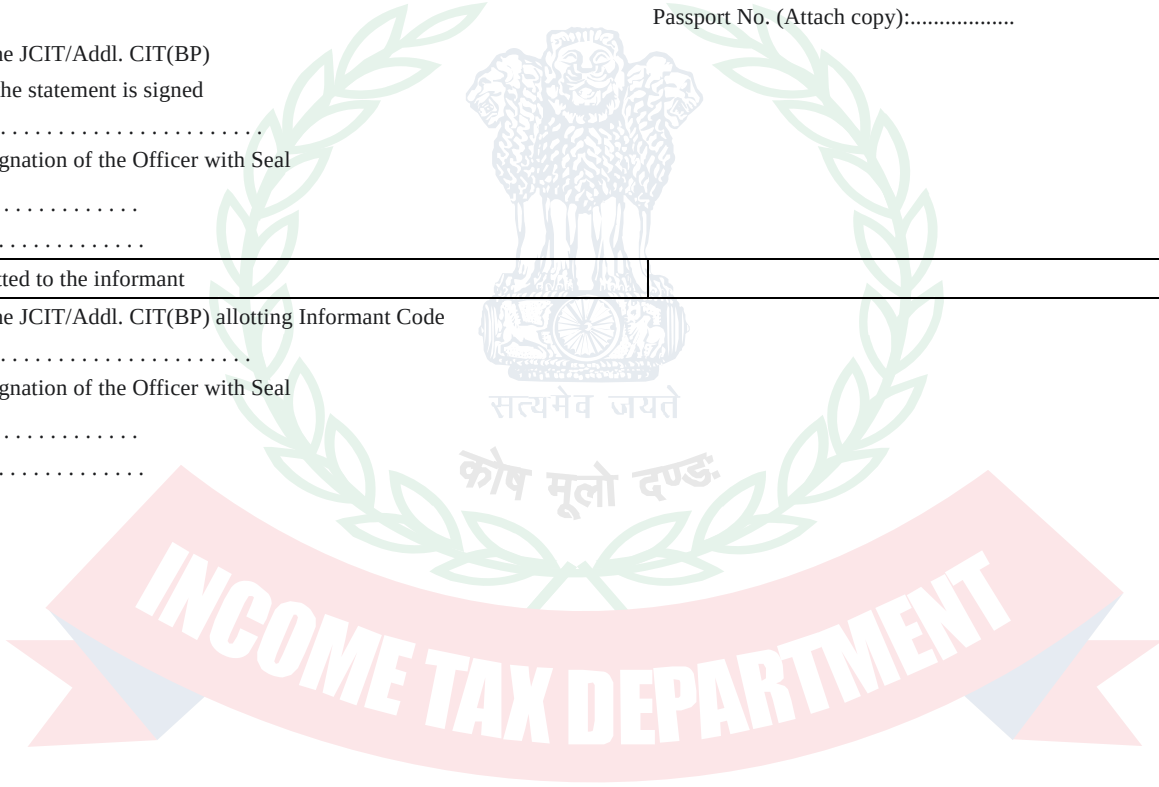 Passport No. (Attach copy):..................
ne JCIT/Addl. CIT(BP)
he statement is signed
. . . . . . . . . . . . . . . . . . . . . . . .
gnation of the Officer with Seal
. . . . . . . . . . . . .
. . . . . . . . . . . . .
tted to the informant
ne JCIT/Addl. CIT(BP) allotting Informant Code
. . . . . . . . . . . . . . . . . . . . . . .
gnation of the Officer with Seal
. . . . . . . . . . . . .
. . . . . . . . . . . . .
सत्यमेव जयते
कोष मूलो दण्डः
INCOME TAX DEPARTMENT